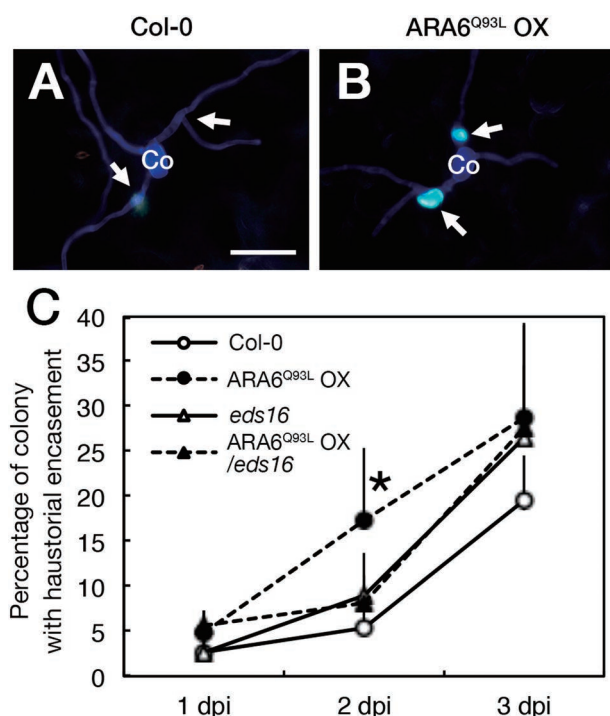 Col-0
ARA6Q93L OX
A
Co
B
Co
C
Percentage of colony
with haustorial encasement
40
35
30
25
20
15
10
5
0
Col-0
ARA6Q93L OX
eds16
ARA6Q93L OX
/eds16
*
1 dpi
2 dpi
3 dpi